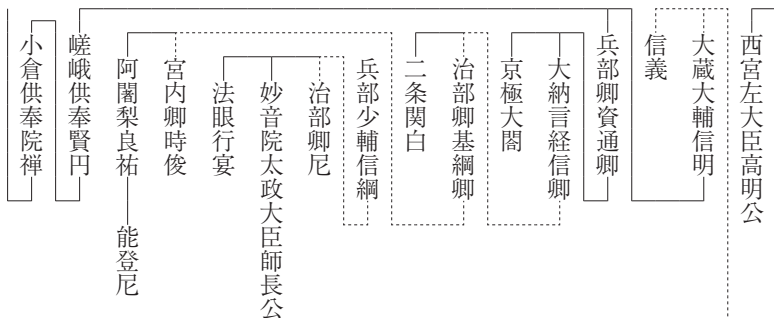 西宮左大臣高明公
大蔵大輔信明
信義
兵部卿資通卿
大納言経信卿
京極大閤
治部卿基綱卿
二条関白
兵部少輔信綱
治部卿尼
妙音院太政大臣師長公
法眼行宴
宮内卿時俊
阿闍梨良祐
能登尼
嵯峨供奉賢円
小倉供奉院禅